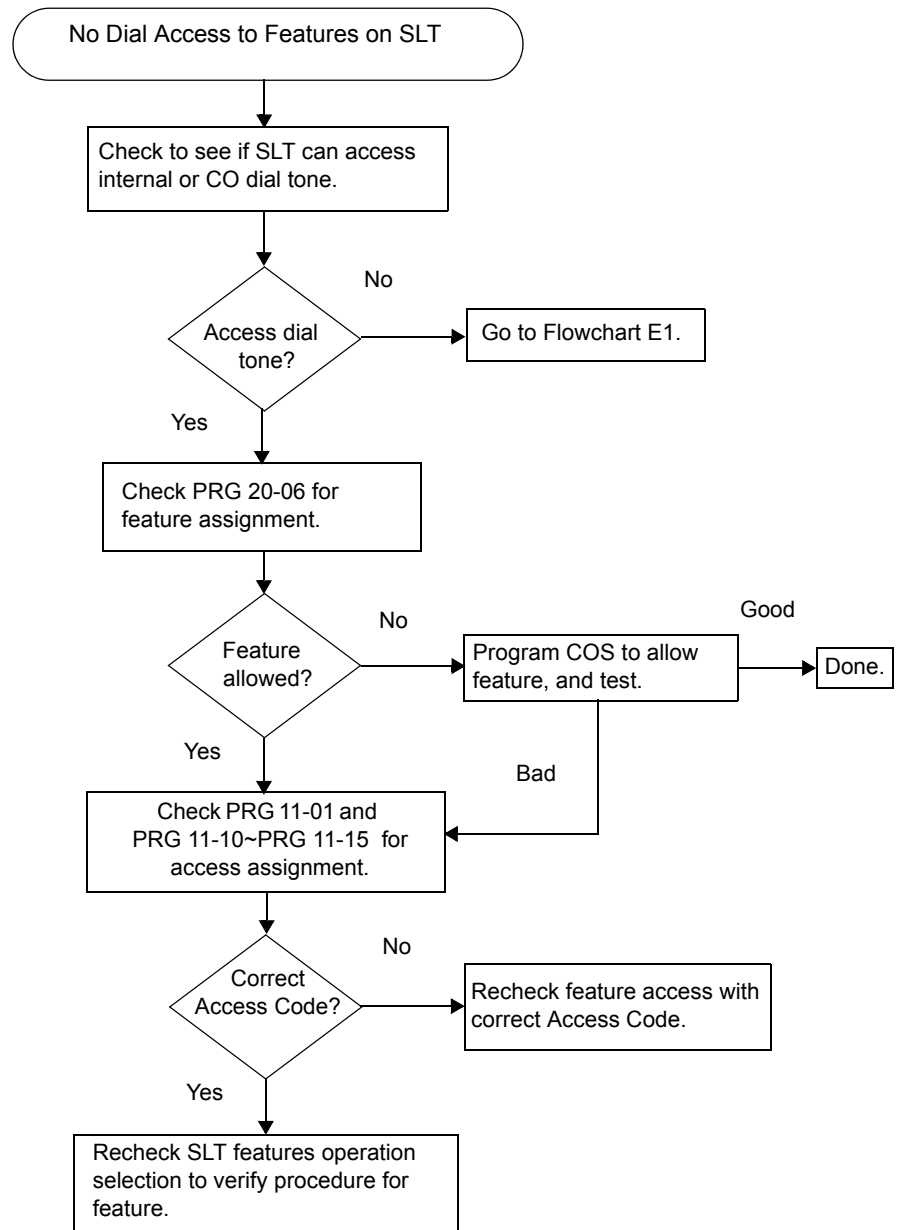 No Dial Access to Features on SLT
Check to see if SLT can access
internal or CO dial tone.
No
Access dial
tone?
Go to Flowchart E1.
Yes
Check PRG 20-06 for
feature assignment.
No
Good
Feature
allowed?
Program COS to allow
feature, and test.
Done.
Yes
Bad
Check PRG 11-01 and
PRG 11-10~PRG 11-15 for
access assignment.
No
Correct
Access Code?
Recheck feature access with
correct Access Code.
Yes
Recheck SLT features operation
selection to verify procedure for
feature.